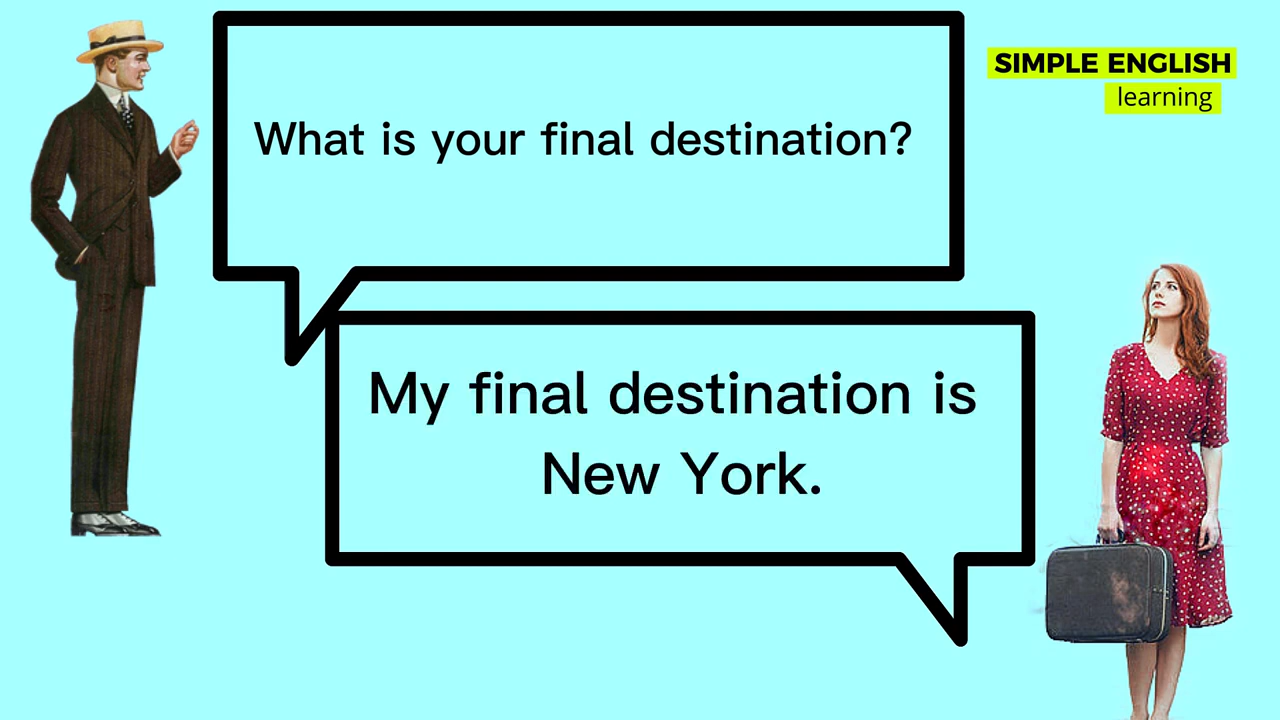 What is your final destination?
SIMPLE ENGLISH
learning
My final destination is
New York.